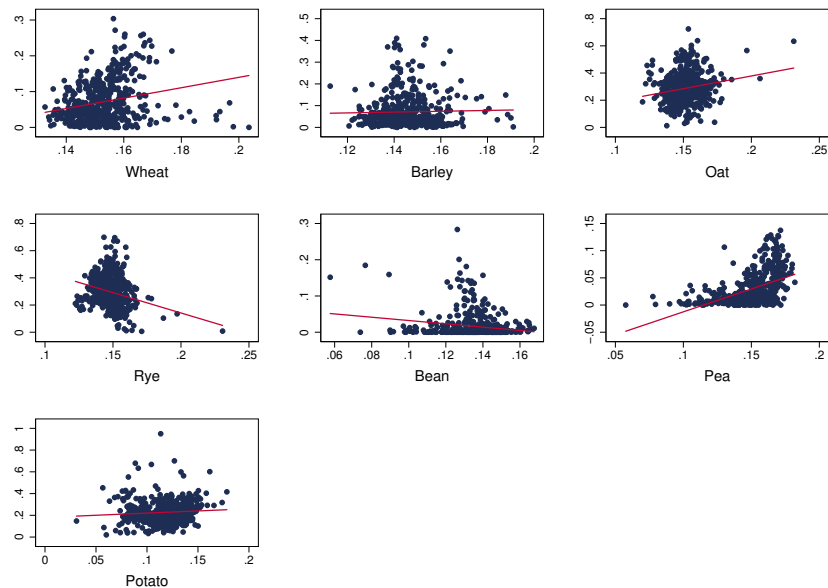 .3
.2
.1
0
.14 .16 .18 .2
Wheat
.5
.4
.3
.2
.1
0
.12 .14 .16 .18 .2
Barley
.8
.6
.4
.2
0
.1 .15 .2 .25
Oat
.8
.6
.4
.2
0
.1 .15 .2 .25
Rye
.3
.2
.1
0
.06 .08 .1 .12 .14 .16
Bean
.15
.1
.05
0
-.05
.05 .1 .15 .2
Pea
1
.8
.6
.4
.2
0
0 .05 .1 .15 .2
Potato